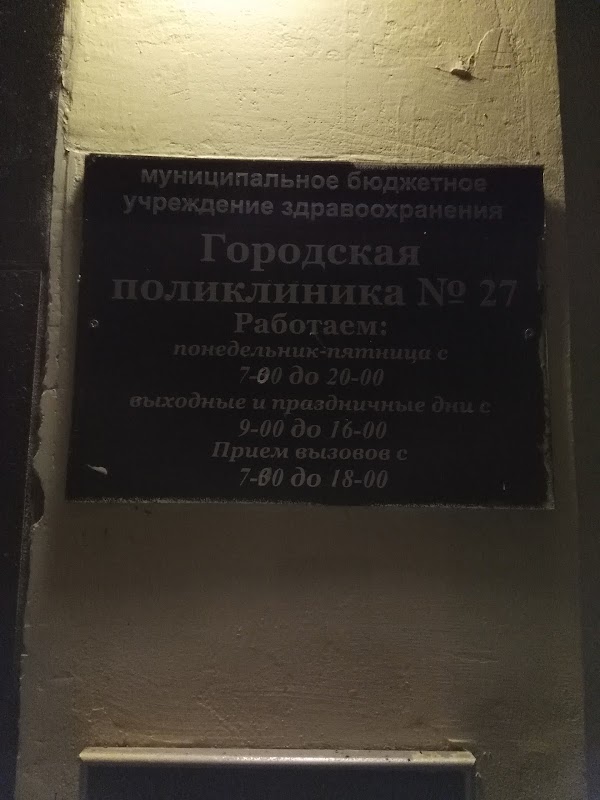 муниципальное бюджетное
учреждение здравоохранения
Городская
поликлиника № 27
Работаем:
понедельник-пятница с
7-00 до 20-00
выходные и праздничные дни с
9-00 до 16-00
Прием вызовов с
7-00 до 18-00